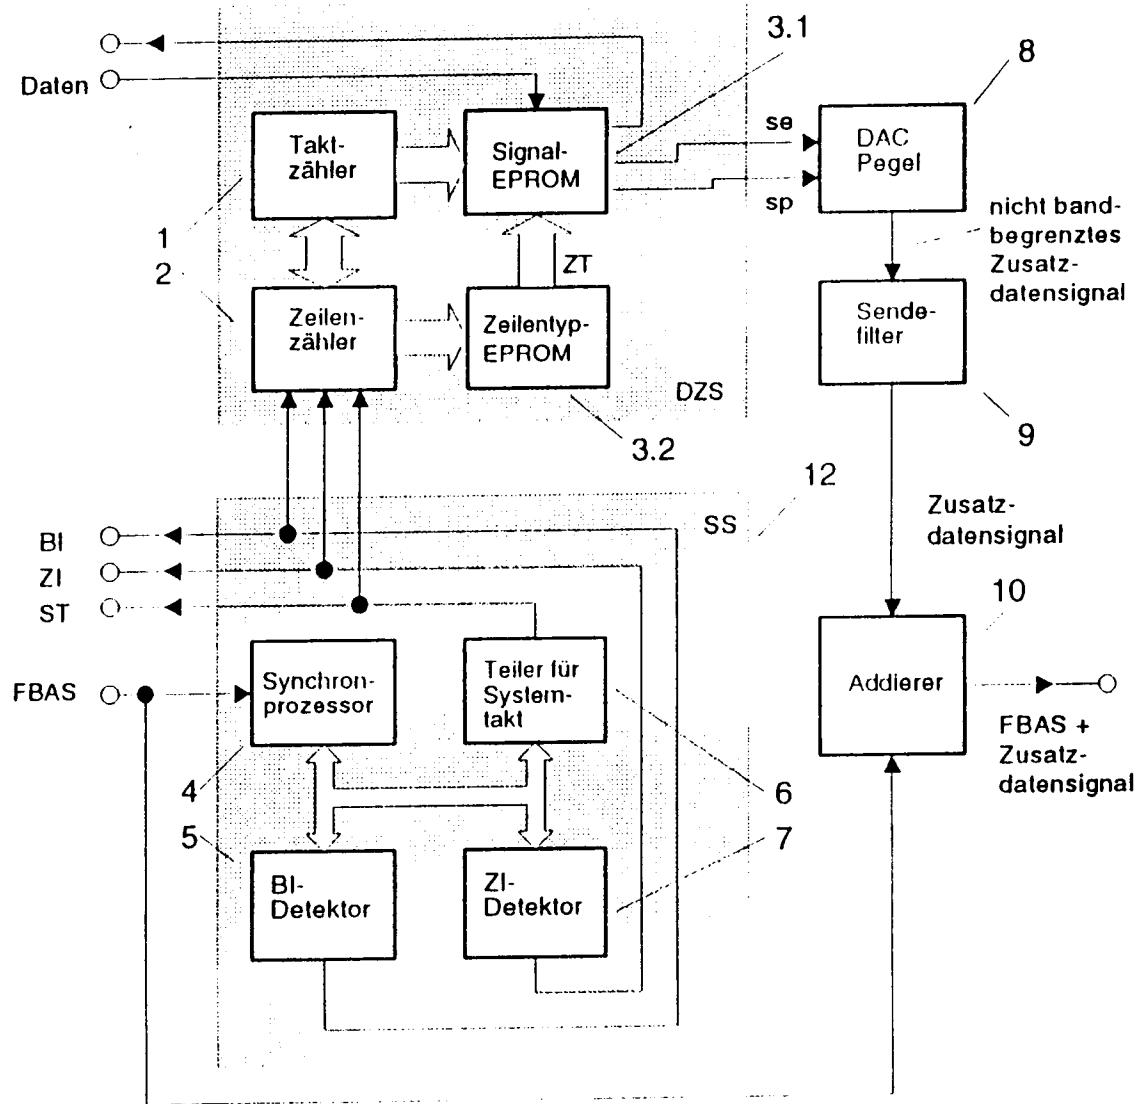 3.1
8
Daten
Takt-
zähler
Signal-
EPROM
se
sp
DAC
Pegel
1
2
nicht band-
begrenztes
Zusatz-
datensignal
ZT
Zeilen-
zähler
Zeilentyp-
EPROM
Sende-
filter
DZS
3.2
9
12
SS
Zusatz-
datensignal
BI
ZI
ST
10
FBAS
Synchron-
prozessor
Teiler für
System-
takt
Addierer
FBAS +
Zusatz-
datensignal
4
6
5
7
BI-
Detektor
ZI-
Detektor